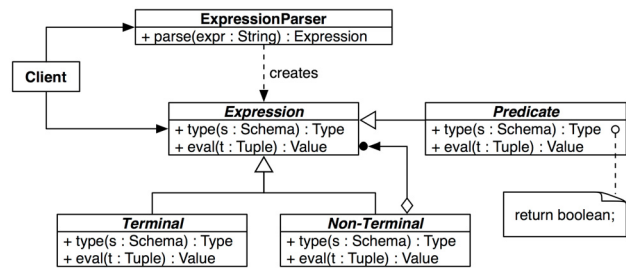 ExpressionParser
+ parse(expr : String) : Expression
Client
creates
Expression
+ type(s : Schema) : Type
+ eval(t : Tuple) : Value
Predicate
+ type(s : Schema) : Type
+ eval(t : Tuple) : Value
return boolean;
Terminal
+ type(s : Schema) : Type
+ eval(t : Tuple) : Value
Non-Terminal
+ type(s : Schema) : Type
+ eval(t : Tuple) : Value